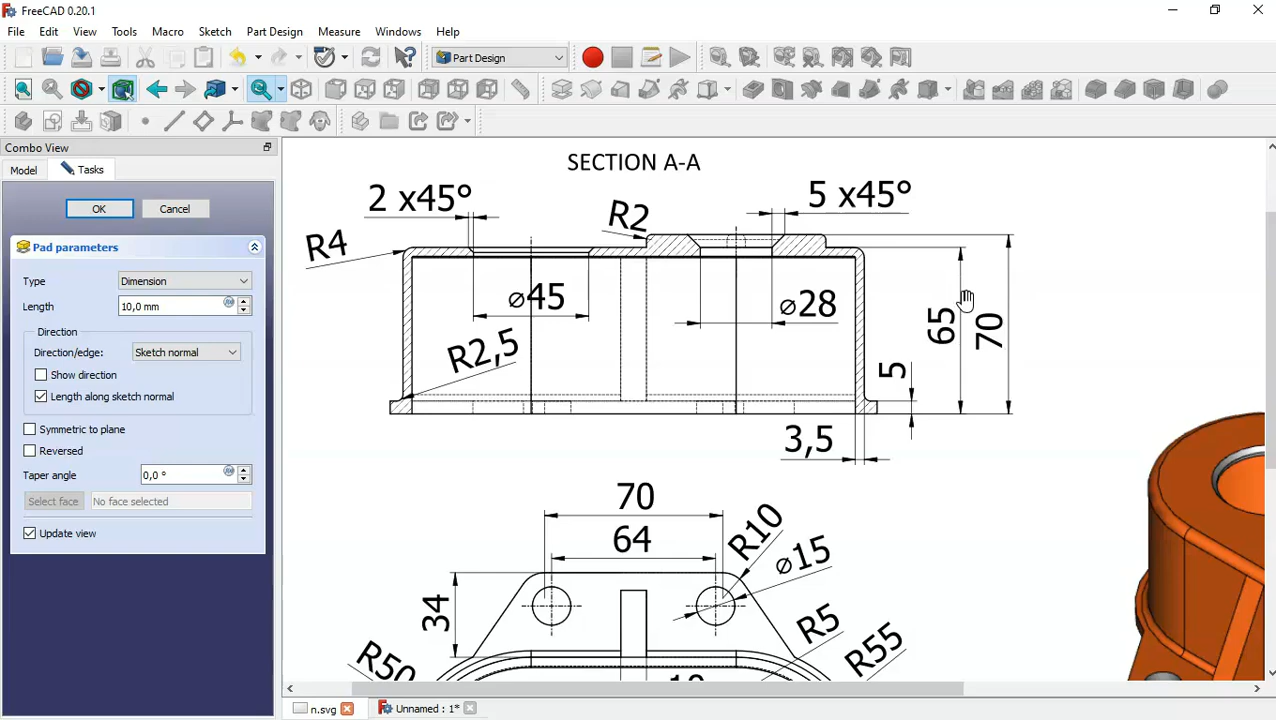 FreeCAD 0.20.1
File Edit View Tools Macro Sketch Part Design Measure Windows Help
Part Design
Combo View
Model Tasks
OK Cancel
Pad parameters
Type Dimension
Length 10,0 mm
Direction
Direction/edge: Sketch normal
Show direction
Length along sketch normal
Symmetric to plane
Reversed
Taper angle 0,0 °
Select face No face selected
Update view
SECTION A-A
2 x45°
R2
5 x45°
R4
⌀45
⌀28
65
70
R2,5
5
3,5
70
64
R10
⌀15
34
R5
R55
R50
n.svg
Unnamed : 1*